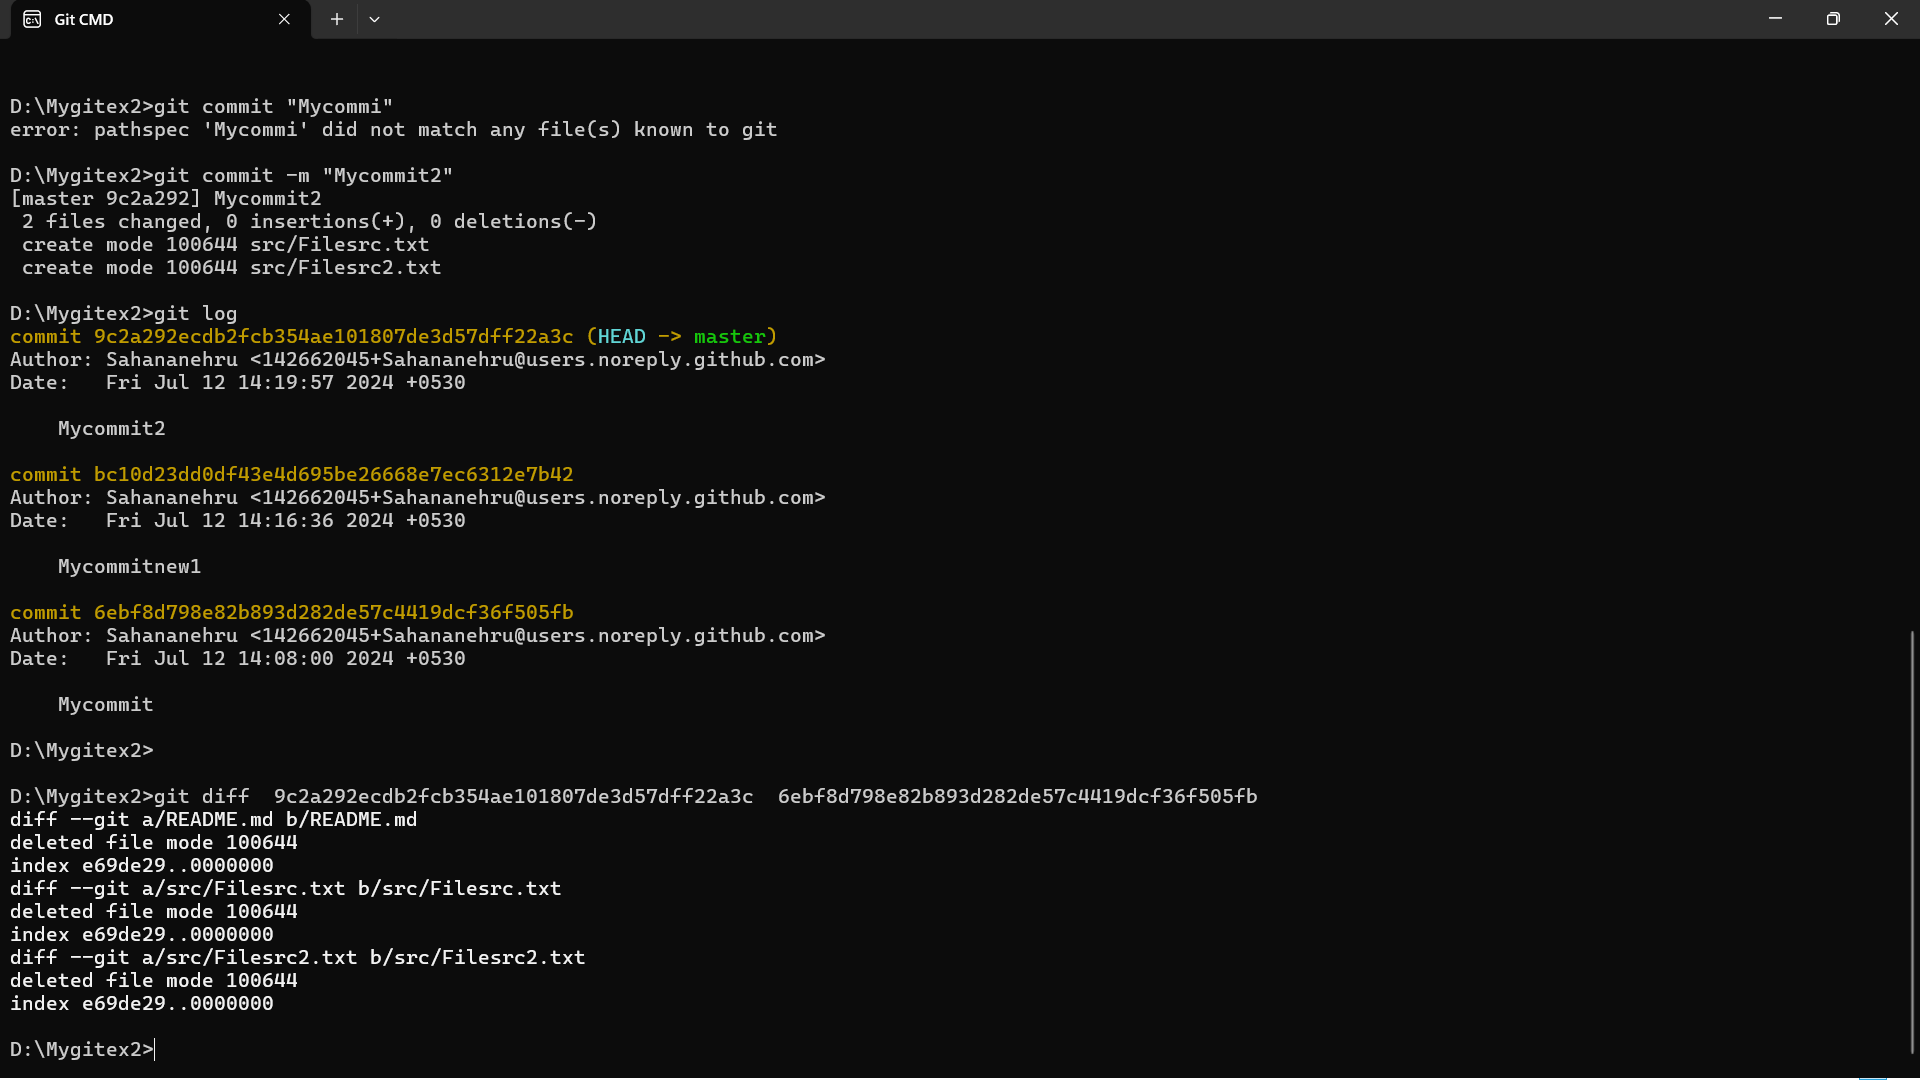 Git CMD
D:\Mygitex2>git commit "Mycommi"
error: pathspec 'Mycommi' did not match any file(s) known to git
D:\Mygitex2>git commit -m "Mycommit2"
[master 9c2a292] Mycommit2
 2 files changed, 0 insertions(+), 0 deletions(-)
 create mode 100644 src/Filesrc.txt
 create mode 100644 src/Filesrc2.txt
D:\Mygitex2>git log
commit 9c2a292ecdb2fcb354ae101807de3d57dff22a3c (HEAD -> master)
Author: Sahananehru <142662045+Sahananehru@users.noreply.github.com>
Date:   Fri Jul 12 14:19:57 2024 +0530
    Mycommit2
commit bc10d23dd0df43e4d695be26668e7ec6312e7b42
Author: Sahananehru <142662045+Sahananehru@users.noreply.github.com>
Date:   Fri Jul 12 14:16:36 2024 +0530
    Mycommitnew1
commit 6ebf8d798e82b893d282de57c4419dcf36f505fb
Author: Sahananehru <142662045+Sahananehru@users.noreply.github.com>
Date:   Fri Jul 12 14:08:00 2024 +0530
    Mycommit
D:\Mygitex2>
D:\Mygitex2>git diff  9c2a292ecdb2fcb354ae101807de3d57dff22a3c  6ebf8d798e82b893d282de57c4419dcf36f505fb
diff --git a/README.md b/README.md
deleted file mode 100644
index e69de29..0000000
diff --git a/src/Filesrc.txt b/src/Filesrc.txt
deleted file mode 100644
index e69de29..0000000
diff --git a/src/Filesrc2.txt b/src/Filesrc2.txt
deleted file mode 100644
index e69de29..0000000
D:\Mygitex2>